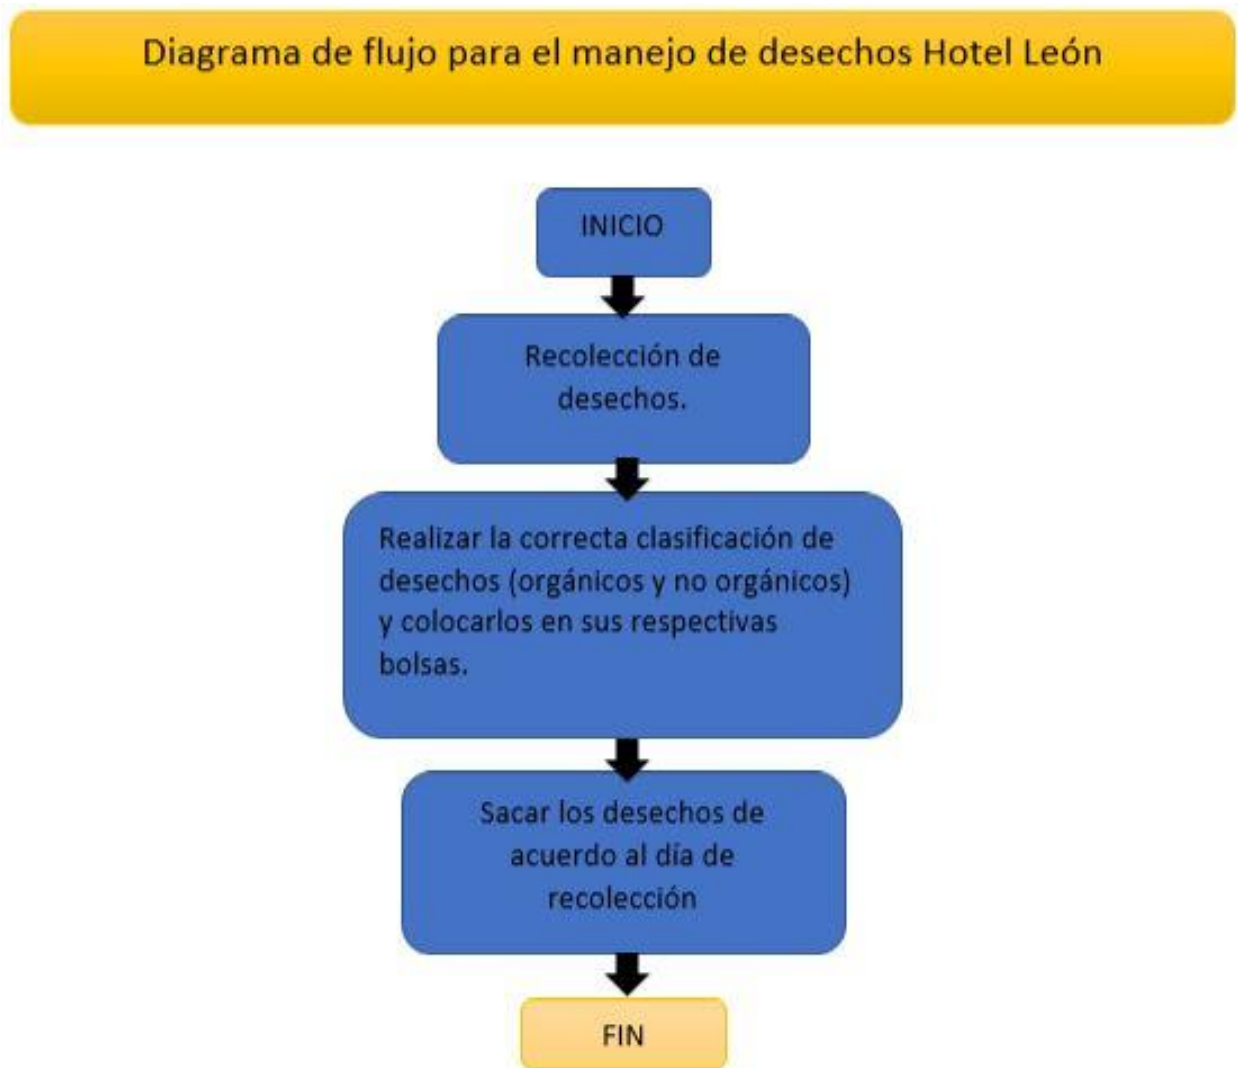 Diagrama de flujo para el manejo de desechos Hotel León
INICIO
Recolección de
desechos.
Realizar la correcta clasificación de
desechos (orgánicos y no orgánicos)
y colocarlos en sus respectivas
bolsas.
Sacar los desechos de
acuerdo al día de
recolección
FIN